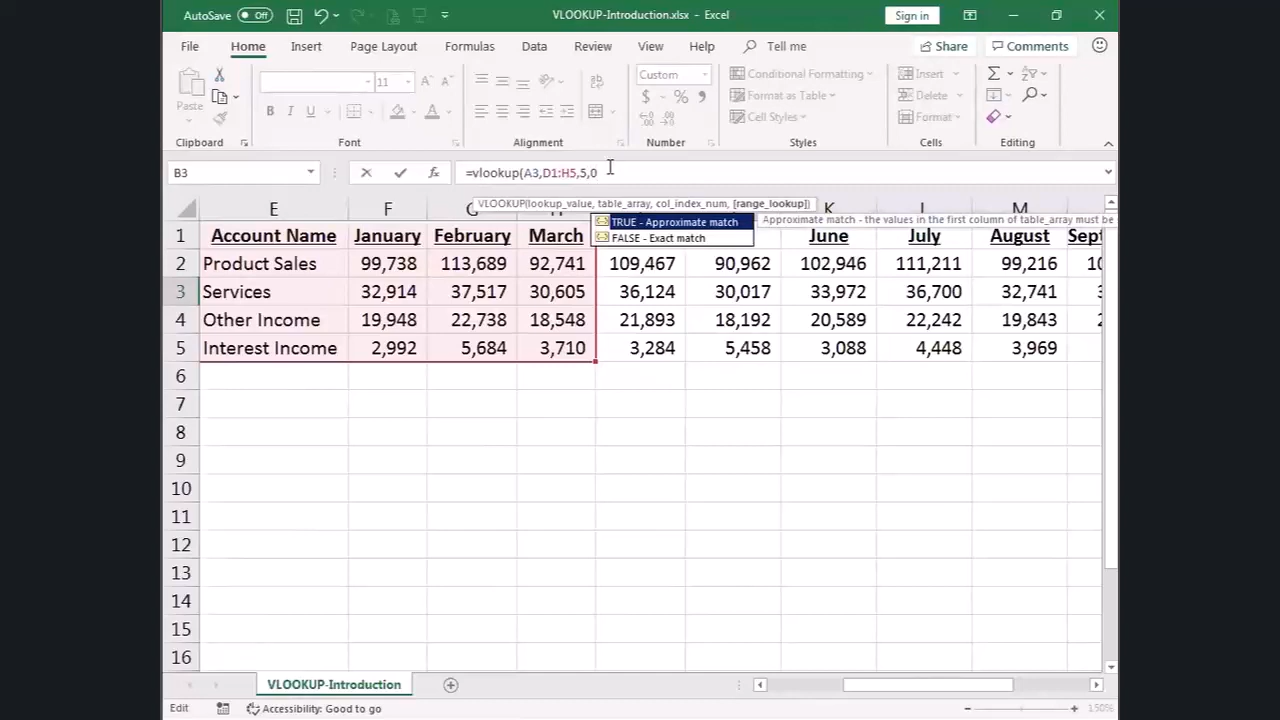 AutoSave Off VLOOKUP-Introduction.xlsx - Excel Sign in
File Home Insert Page Layout Formulas Data Review View Help Tell me Share Comments
Paste 11 A A B I U A ab Custom $ % Conditional Formatting Format as Table Cell Styles Insert Delete Format
Clipboard Font Alignment Number Styles Cells Editing
B3 fx =vlookup(A3,D1:H5,5,0
VLOOKUP(lookup_value, table_array, col_index_num, [range_lookup])
E F G K M
TRUE - Approximate match Approximate match - the values in the first column of table_array must be
FALSE - Exact match
1 Account Name January February March June July August
2 Product Sales 99,738 113,689 92,741 109,467 90,962 102,946 111,211 99,216
3 Services 32,914 37,517 30,605 36,124 30,017 33,972 36,700 32,741
4 Other Income 19,948 22,738 18,548 21,893 18,192 20,589 22,242 19,843
5 Interest Income 2,992 5,684 3,710 3,284 5,458 3,088 4,448 3,969
6
7
8
9
10
11
12
13
14
15
16
VLOOKUP-Introduction
Edit Accessibility: Good to go 150%